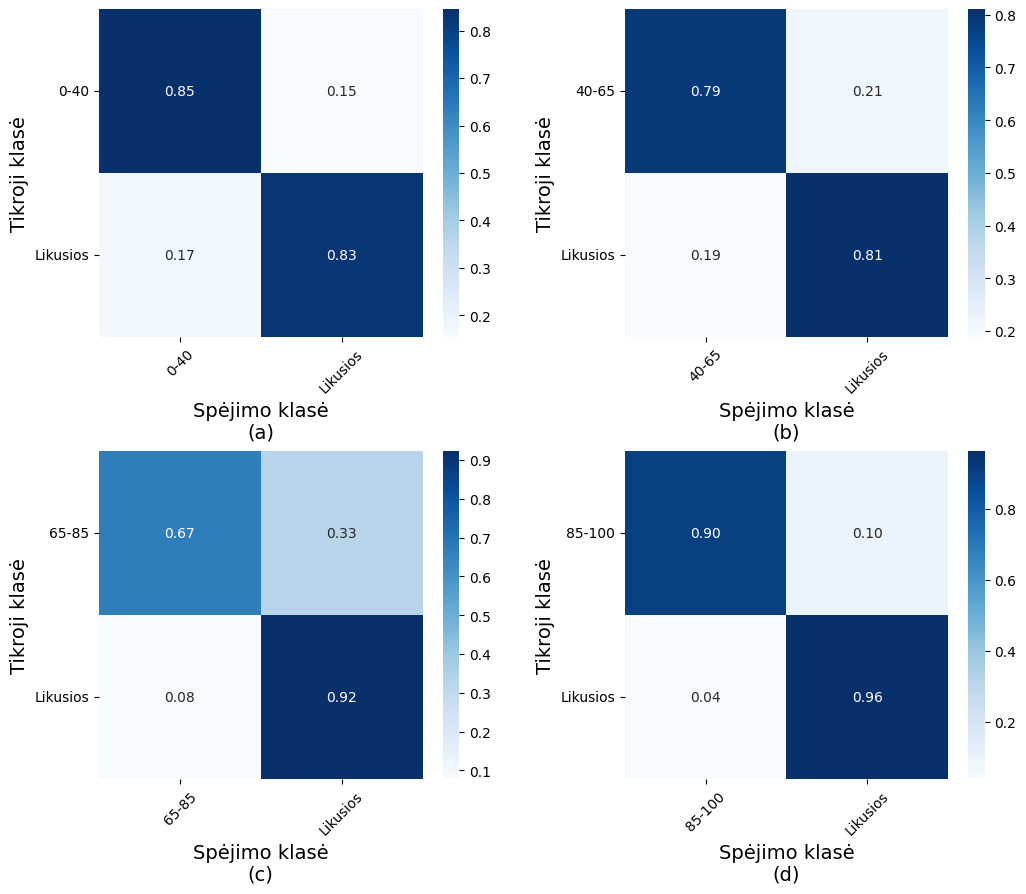 0-40
0.85
0.15
Likusios
0.17
0.83
0-40
Likusios
Tikroji klasė
Spėjimo klasė
(a)
0.8
0.7
0.6
0.5
0.4
0.3
0.2
40-65
0.79
0.21
Likusios
0.19
0.81
40-65
Likusios
Tikroji klasė
Spėjimo klasė
(b)
0.8
0.7
0.6
0.5
0.4
0.3
0.2
65-85
0.67
0.33
Likusios
0.08
0.92
65-85
Likusios
Tikroji klasė
Spėjimo klasė
(c)
0.9
0.8
0.7
0.6
0.5
0.4
0.3
0.2
0.1
85-100
0.90
0.10
Likusios
0.04
0.96
85-100
Likusios
Tikroji klasė
Spėjimo klasė
(d)
0.8
0.6
0.4
0.2